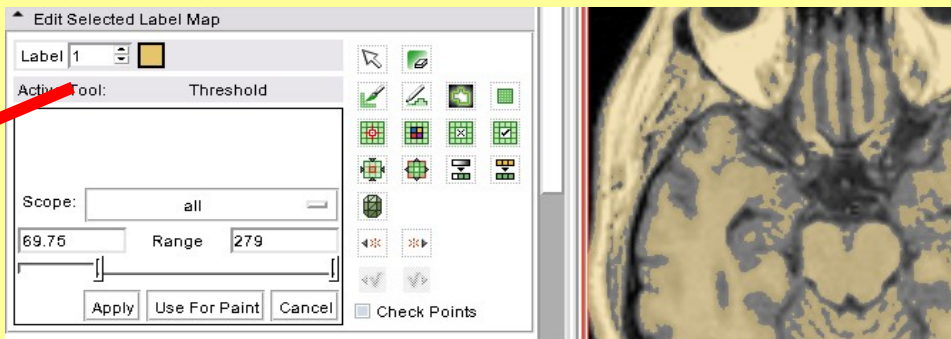 Edit Selected Label Map
Label 1
Active Tool: Threshold
Scope: all
69.75 Range 279
Apply Use For Paint Cancel
Check Points